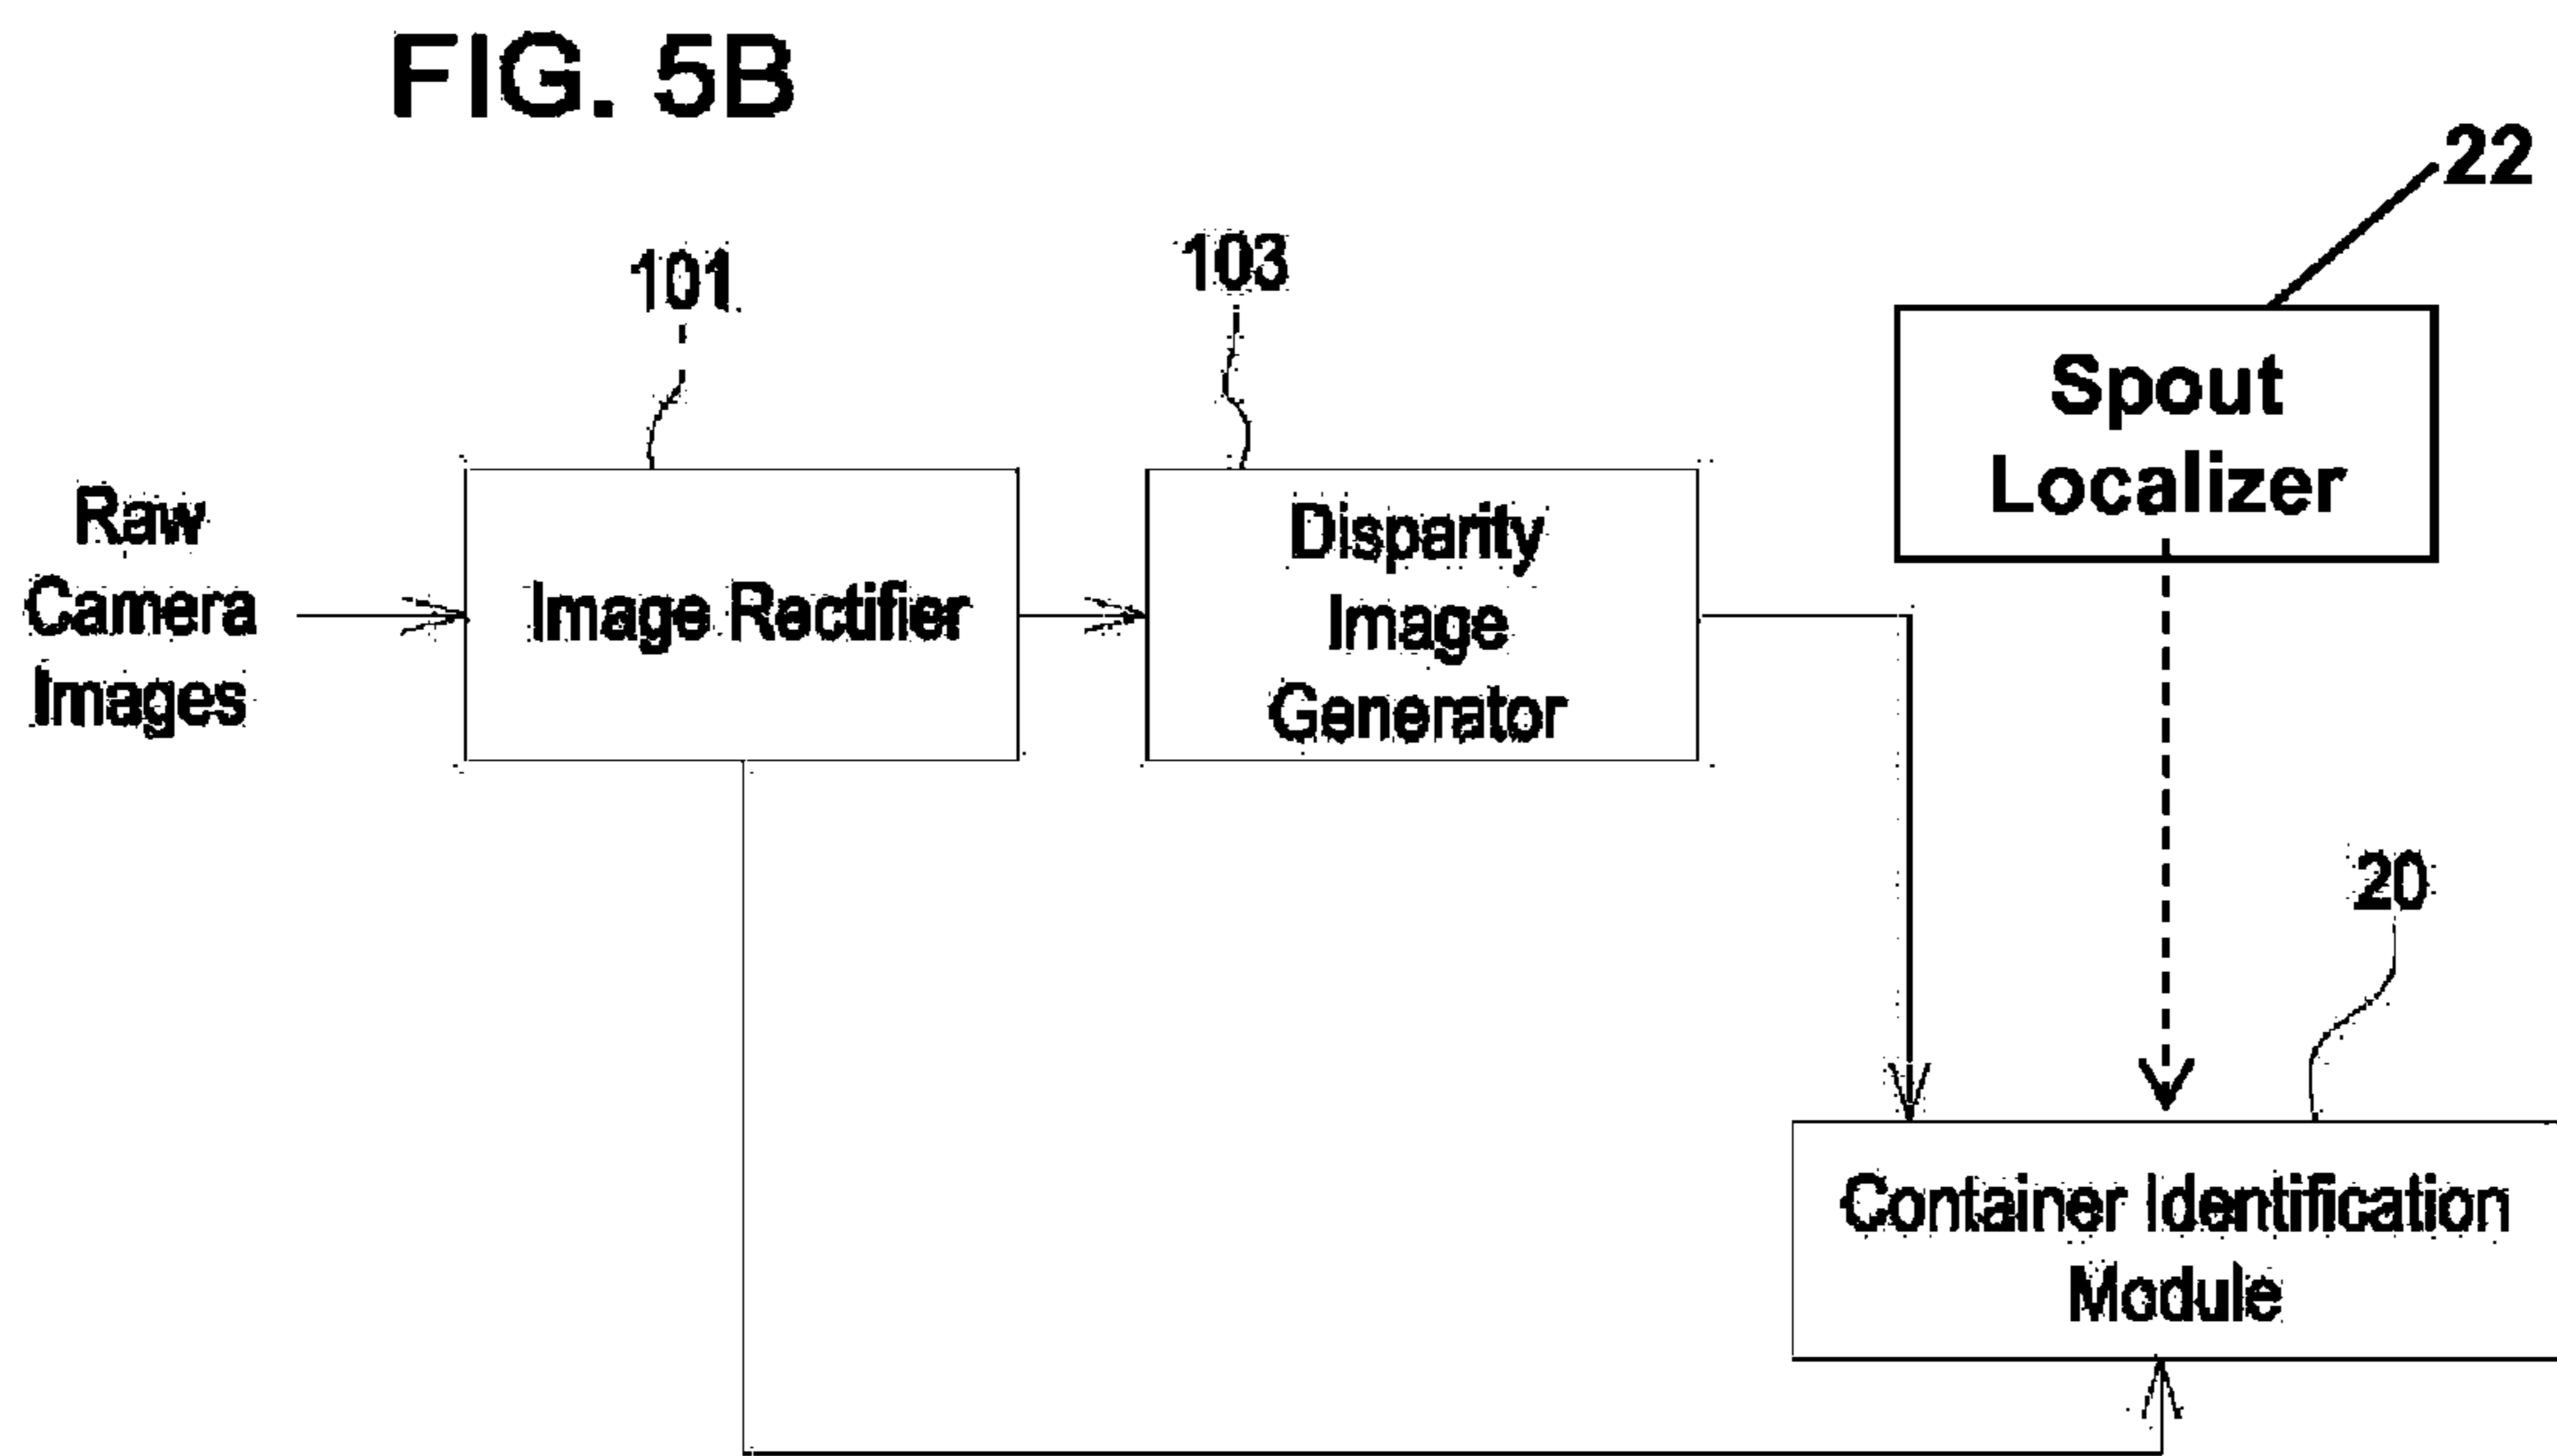 FIG. 5B
22
101
103
Spout
Localizer
Raw
Camera
Images
Image Rectifier
Disparity
Image
Generator
20
Container Identification
Module